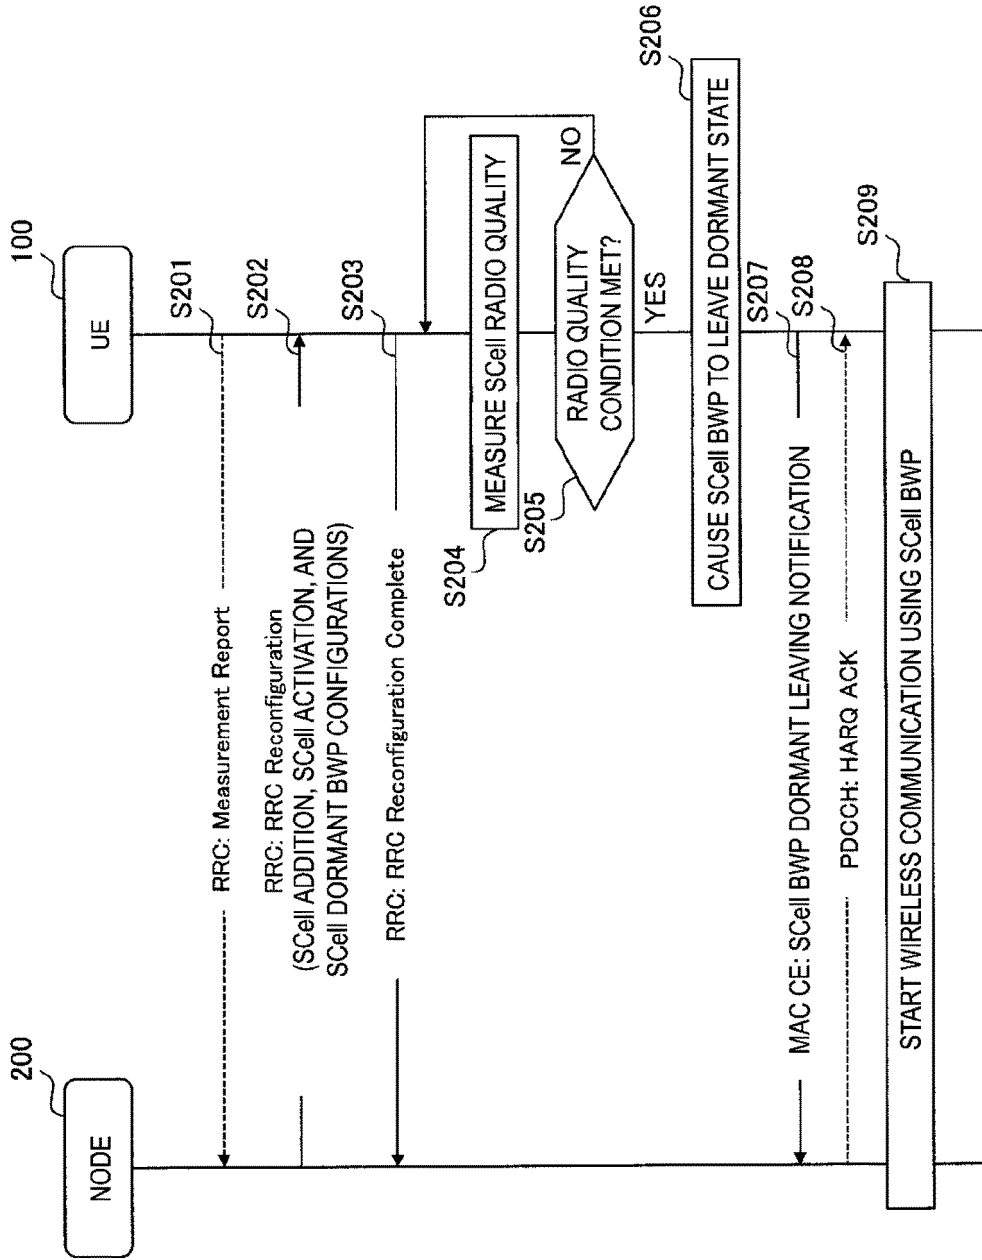 NODE
200
UE
100
RRC: Measurement Report
S201
RRC: RRC Reconfiguration
(SCell ADDITION, SCell ACTIVATION, AND
SCell DORMANT BWP CONFIGURATIONS)
S202
RRC: RRC Reconfiguration Complete
S203
MEASURE SCell RADIO QUALITY
S204
RADIO QUALITY
CONDITION MET?
S205
NO
YES
CAUSE SCell BWP TO LEAVE DORMANT STATE
S206
MAC CE: SCell BWP DORMANT LEAVING NOTIFICATION
S207
PDCCH: HARQ ACK
S208
START WIRELESS COMMUNICATION USING SCell BWP
S209